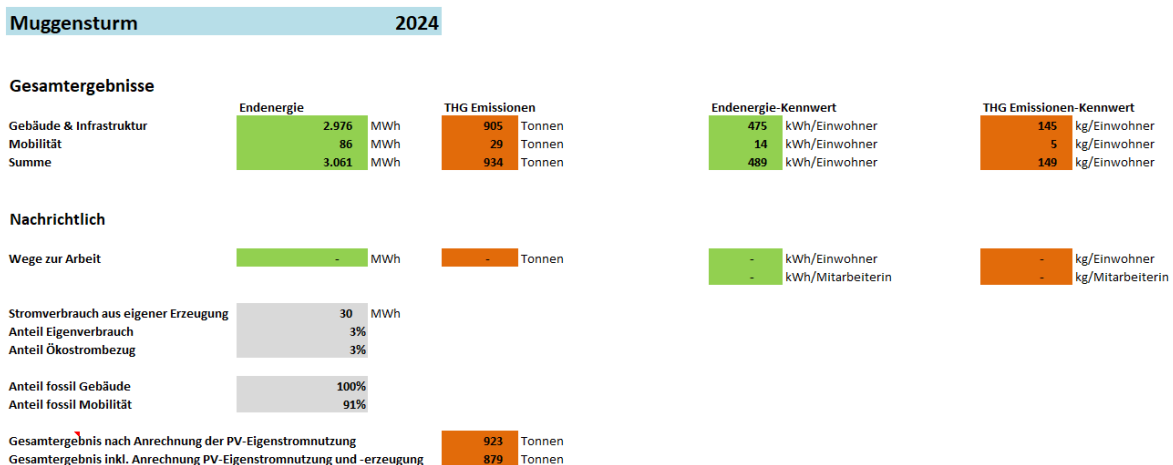 Muggensturm 2024
Gesamtergebnisse
Endenergie THG Emissionen Endenergie-Kennwert THG Emissionen-Kennwert
Gebäude & Infrastruktur 2.976 MWh 905 Tonnen 475 kWh/Einwohner 145 kg/Einwohner
Mobilität 86 MWh 29 Tonnen 14 kWh/Einwohner 5 kg/Einwohner
Summe 3.061 MWh 934 Tonnen 489 kWh/Einwohner 149 kg/Einwohner
Nachrichtlich
Wege zur Arbeit - MWh - Tonnen - kWh/Einwohner - kg/Einwohner
- kWh/Mitarbeiterin - kg/Mitarbeiterin
Stromverbrauch aus eigener Erzeugung 30 MWh
Anteil Eigenverbrauch 3%
Anteil Ökostrombezug 3%
Anteil fossil Gebäude 100%
Anteil fossil Mobilität 91%
Gesamtergebnis nach Anrechnung der PV-Eigenstromnutzung 923 Tonnen
Gesamtergebnis inkl. Anrechnung PV-Eigenstromnutzung und -erzeugung 879 Tonnen